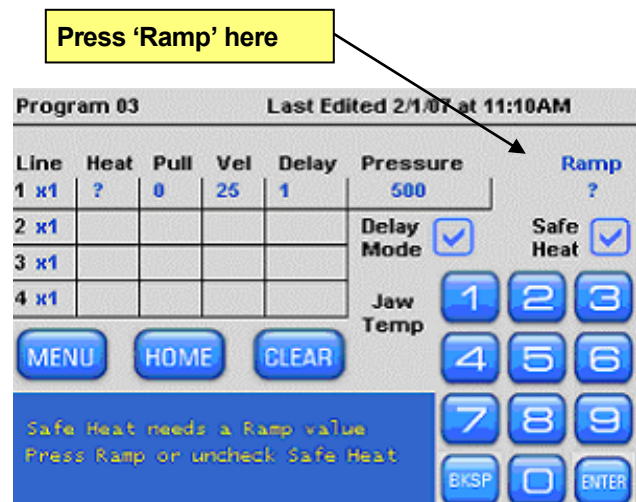 Press ‘Ramp’ here
Program 03 Last Edited 2/1/07 at 11:10AM
Line Heat Pull Vel Delay Pressure Ramp
1 x1 ? 0 25 1 500 ?
2 x1
Delay Mode
Safe Heat
3 x1
4 x1
Jaw Temp
1 2 3
MENU HOME CLEAR
4 5 6
Safe Heat needs a Ramp value
Press Ramp or uncheck Safe Heat
7 8 9
BKSP 0 ENTER